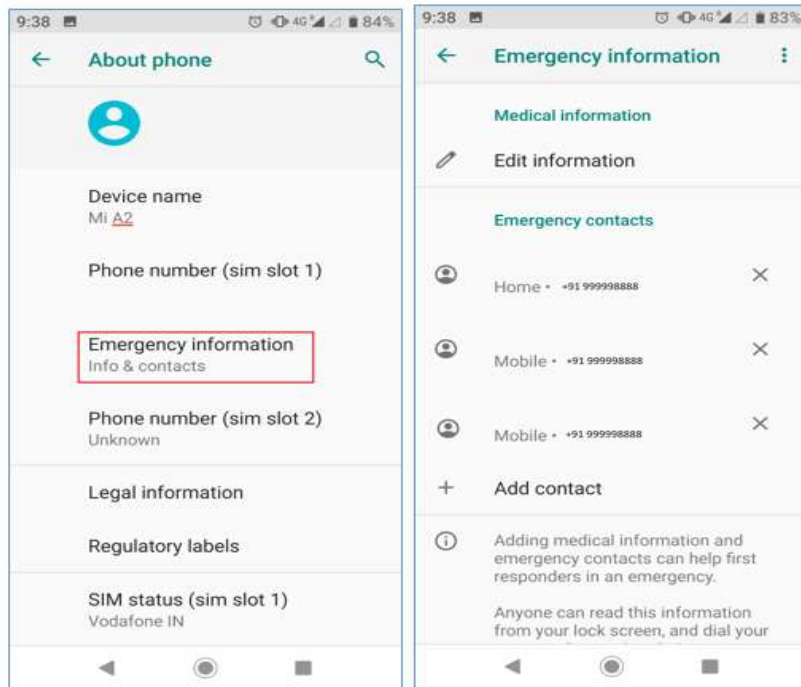 9:38 4G 84%
About phone
Device name
Mi A2
Phone number (sim slot 1)
Emergency information
Info & contacts
Phone number (sim slot 2)
Unknown
Legal information
Regulatory labels
SIM status (sim slot 1)
Vodafone IN
9:38 4G 83%
Emergency information
Medical information
Edit information
Emergency contacts
Home • +91 999998888
Mobile • +91 999998888
Mobile • +91 999998888
Add contact
Adding medical information and
emergency contacts can help first
responders in an emergency.
Anyone can read this information
from your lock screen, and dial your